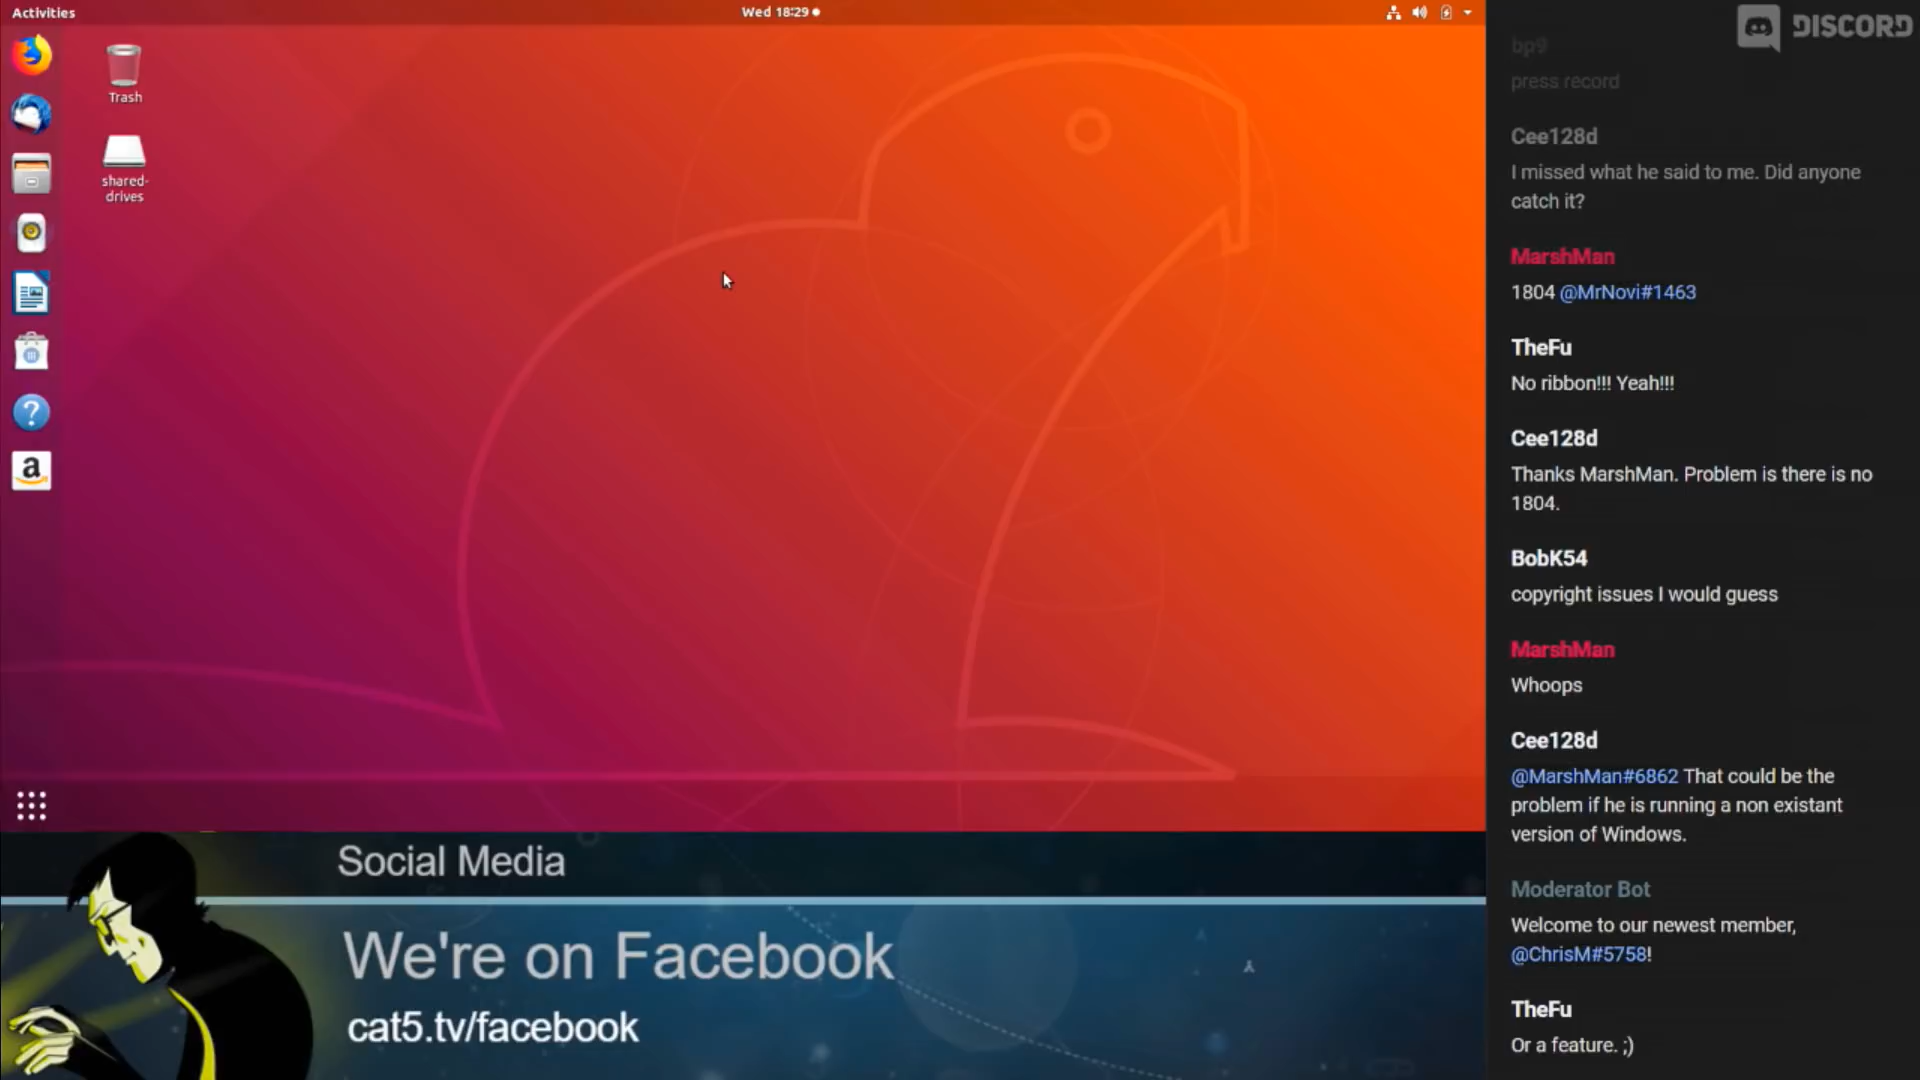 Activities
Wed 18:29
Trash
shared-
drives
a
Social Media
We're on Facebook
cat5.tv/facebook
DISCORD
bp9
press record
Cee128d
I missed what he said to me. Did anyone
catch it?
MarshMan
1804 @MrNovi#1463
TheFu
No ribbon!!! Yeah!!!
Cee128d
Thanks MarshMan. Problem is there is no
1804.
BobK54
copyright issues I would guess
MarshMan
Whoops
Cee128d
@MarshMan#6862 That could be the
problem if he is running a non existant
version of Windows.
Moderator Bot
Welcome to our newest member,
@ChrisM#5758!
TheFu
Or a feature. ;)